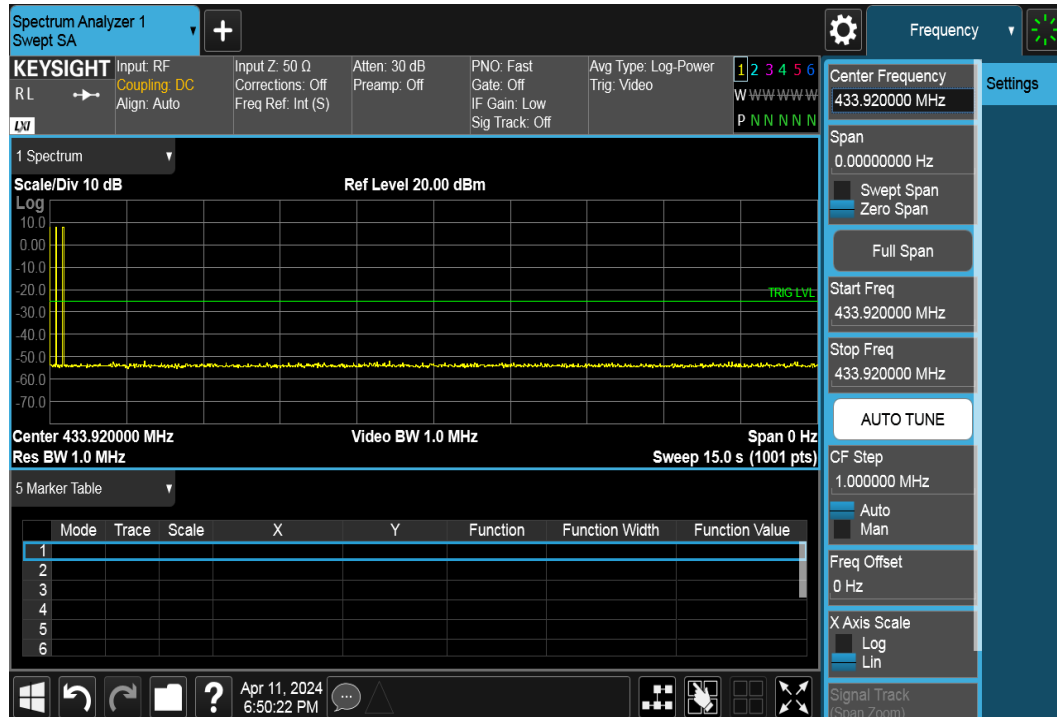 Spectrum Analyzer 1
Swept SA
+
Frequency
KEYSIGHT
RL
LXI
Input: RF
Coupling: DC
Align: Auto
Input Z: 50 Ω
Corrections: Off
Freq Ref: Int (S)
Atten: 30 dB
Preamp: Off
PNO: Fast
Gate: Off
IF Gain: Low
Sig Track: Off
Avg Type: Log-Power
Trig: Video
1 2 3 4 5 6
W W W W W W
P N N N N N
1 Spectrum
Scale/Div 10 dB
Ref Level 20.00 dBm
Log
10.0
0.00
-10.0
-20.0
-30.0
-40.0
-50.0
-60.0
-70.0
TRIG LVL
Center 433.920000 MHz
Video BW 1.0 MHz
Span 0 Hz
Res BW 1.0 MHz
Sweep 15.0 s (1001 pts)
5 Marker Table
Mode Trace Scale X Y Function Function Width Function Value
1
2
3
4
5
6
?
Apr 11, 2024
6:50:22 PM
Center Frequency
433.920000 MHz
Span
0.00000000 Hz
Swept Span
Zero Span
Full Span
Start Freq
433.920000 MHz
Stop Freq
433.920000 MHz
AUTO TUNE
CF Step
1.000000 MHz
Auto
Man
Freq Offset
0 Hz
X Axis Scale
Log
Lin
Signal Track
(Span Zoom)
Settings